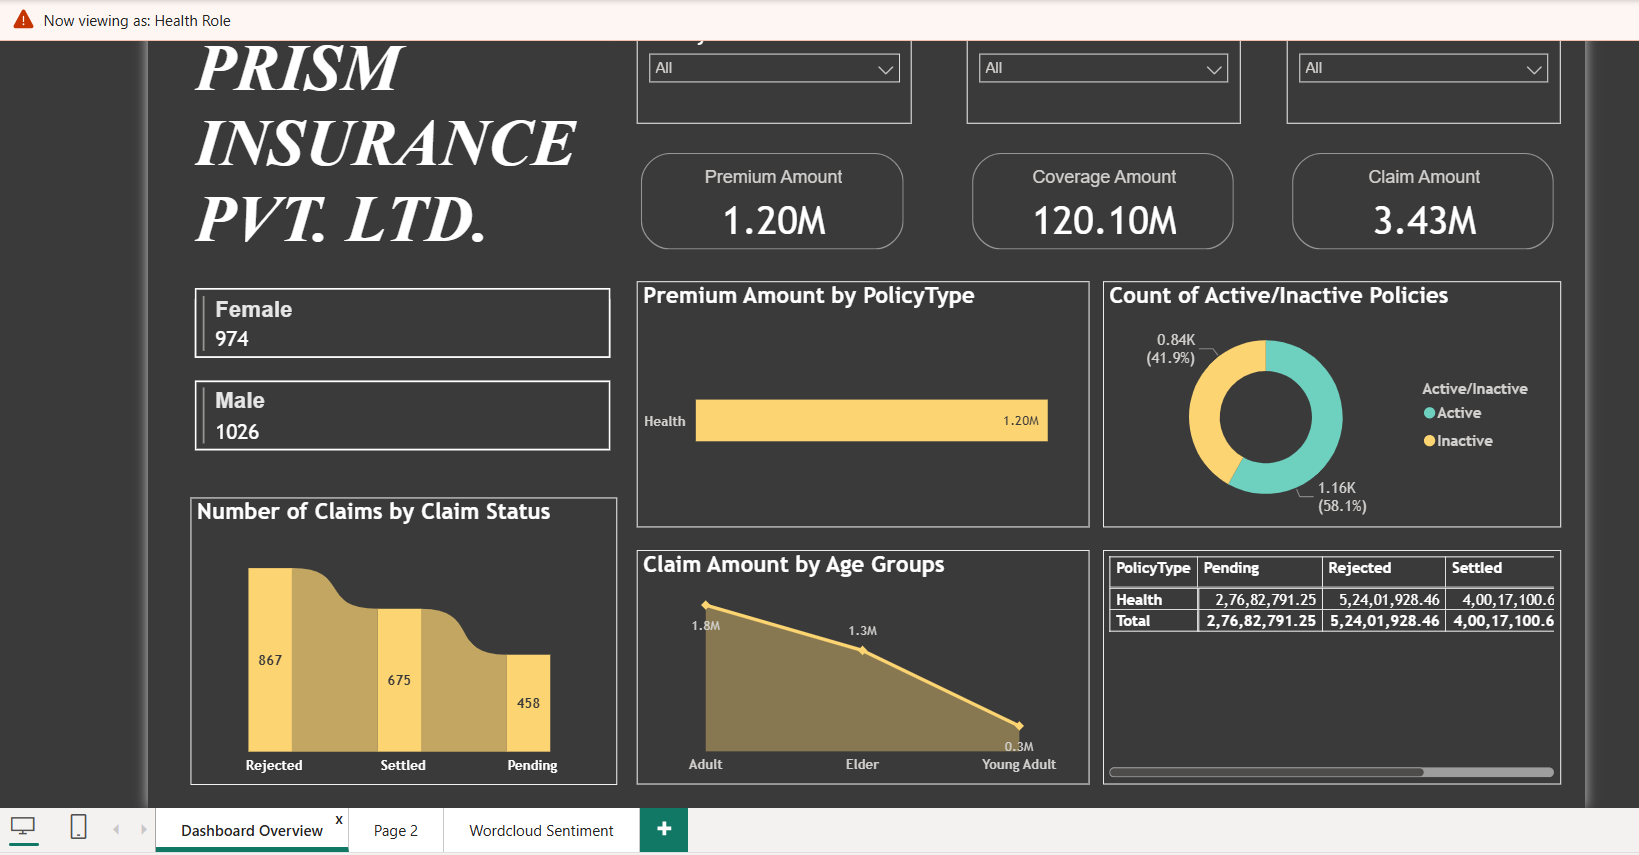 Now viewing as: Health Role
PRISM
INSURANCE
PVT. LTD.
All
All
All
Premium Amount
1.20M
Coverage Amount
120.10M
Claim Amount
3.43M
Female
974
Male
1026
Premium Amount by PolicyType
Health
1.20M
Count of Active/Inactive Policies
0.84K
(41.9%)
1.16K
(58.1%)
Active/Inactive
Active
Inactive
Number of Claims by Claim Status
867
675
458
Rejected Settled Pending
Claim Amount by Age Groups
1.8M
1.3M
0.3M
Adult Elder Young Adult
PolicyType Pending Rejected Settled
Health 2,76,82,791.25 5,24,01,928.46 4,00,17,100.6
Total 2,76,82,791.25 5,24,01,928.46 4,00,17,100.6
Dashboard Overview x Page 2 Wordcloud Sentiment +